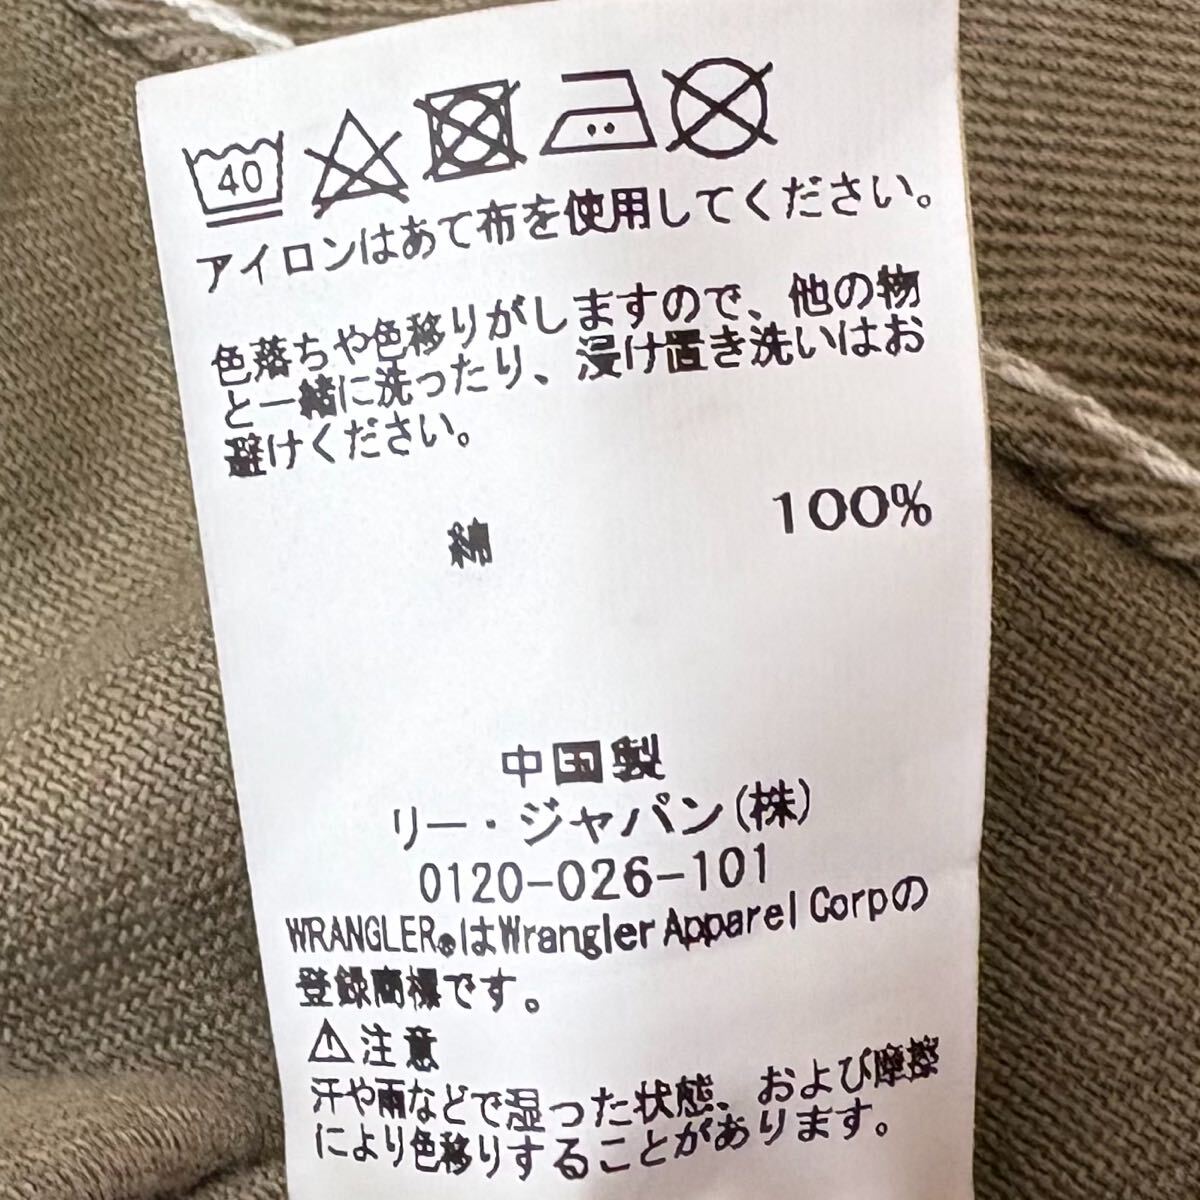 40
アイロンはあて布を使用してください。
色落ちや色移りがしますので、他の物
と一緒に洗ったり、浸け置き洗いはお
避けください。
綿 100%
中国製
リー・ジャパン(株)
0120-026-101
WRANGLER®はWrangler Apparel Corpの
登録商標です。
⚠注意
汗や雨などで湿った状態、および摩擦
により色移りすることがあります。